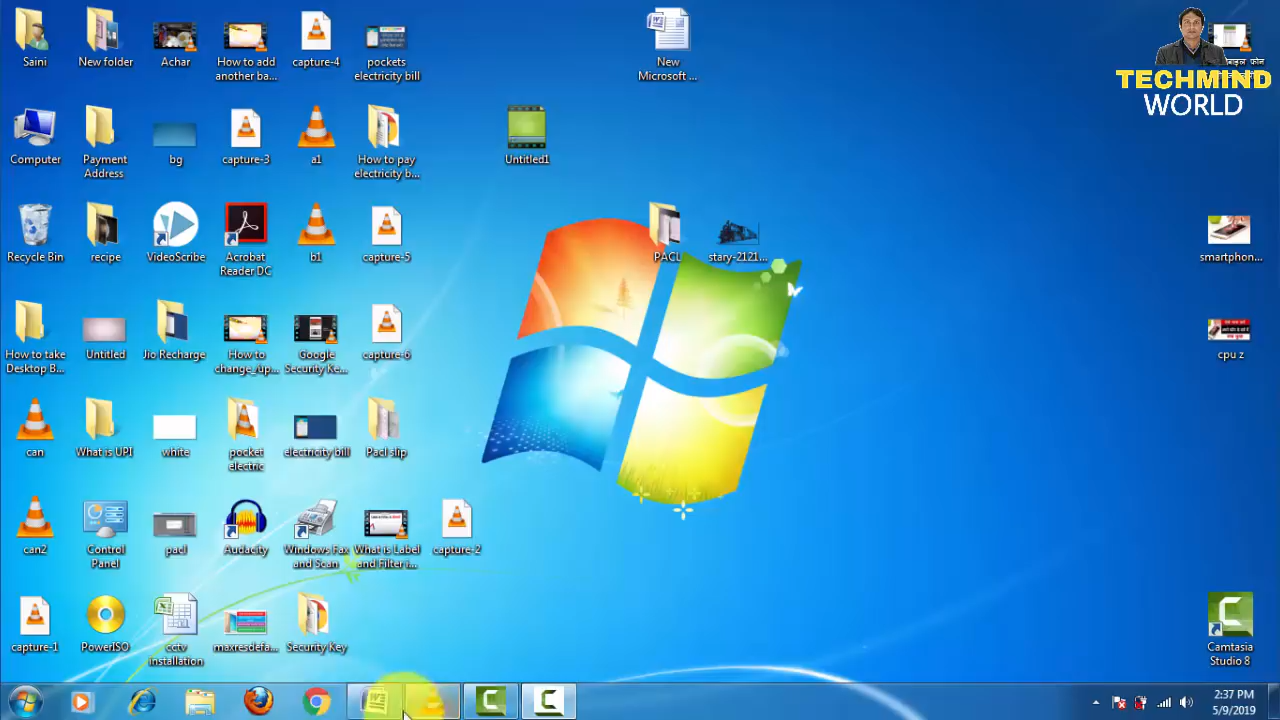 Saini
New folder
Achar
How to add
another ba...
capture-4
pockets
electricity bill
New
Microsoft ...
TECHMIND
WORLD
Computer
Payment
Address
bg
capture-3
a1
How to pay
electricity b...
Untitled1
Recycle Bin
recipe
VideoScribe
Acrobat
Reader DC
b1
capture-5
PACL
stary-2121...
smartphon...
How to take
Desktop B...
Untitled
Jio Recharge
How to
change_up...
Google
Security Ke...
capture-6
cpu z
can
What is UPI
white
pocket
electric
electricity bill
Pacl slip
can2
Control
Panel
pacl
Audacity
Windows Fax
and Scan
What is Label
and Filter i...
capture-2
capture-1
PowerISO
cctv
installation
maxresdefa...
Security Key
Camtasia
Studio 8
2:37 PM
5/9/2019